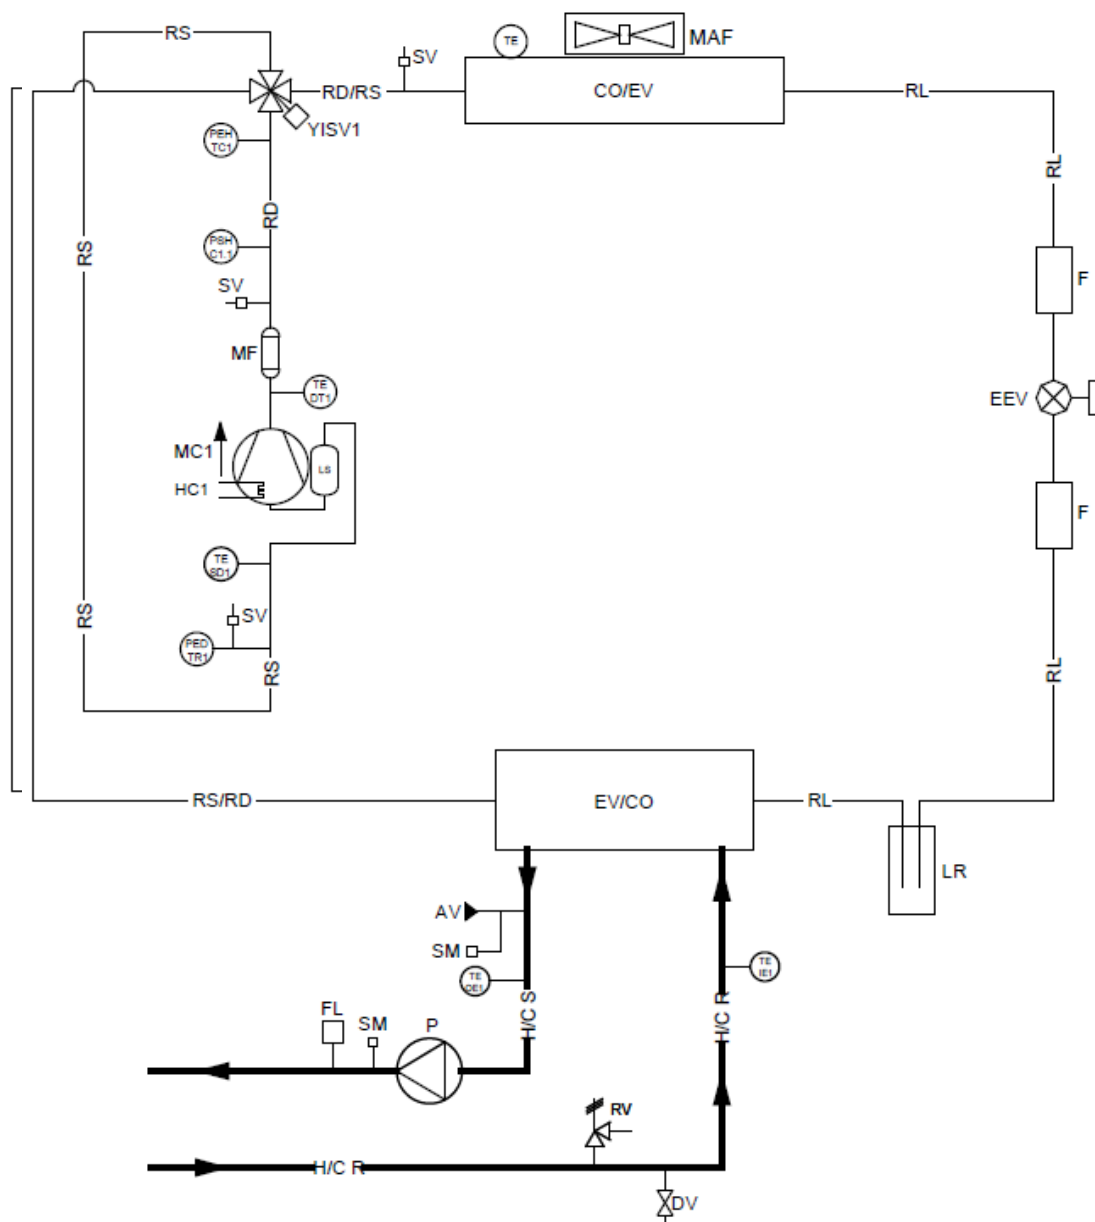 RS
SV
TE
MAF
RD/RS
CO/EV
RL
YISV1
PEH
TC1
RL
RD
RS
PSH
C1.1
F
SV
MF
TE
DT1
EEV
MC1
LS
HC1
F
TE
SD1
RS
SV
PED
TR1
RS
RL
RS/RD
EV/CO
RL
LR
AV
SM
TE
OE1
TE
IE1
H/C S
H/C R
FL
SM
P
RV
H/C R
DV